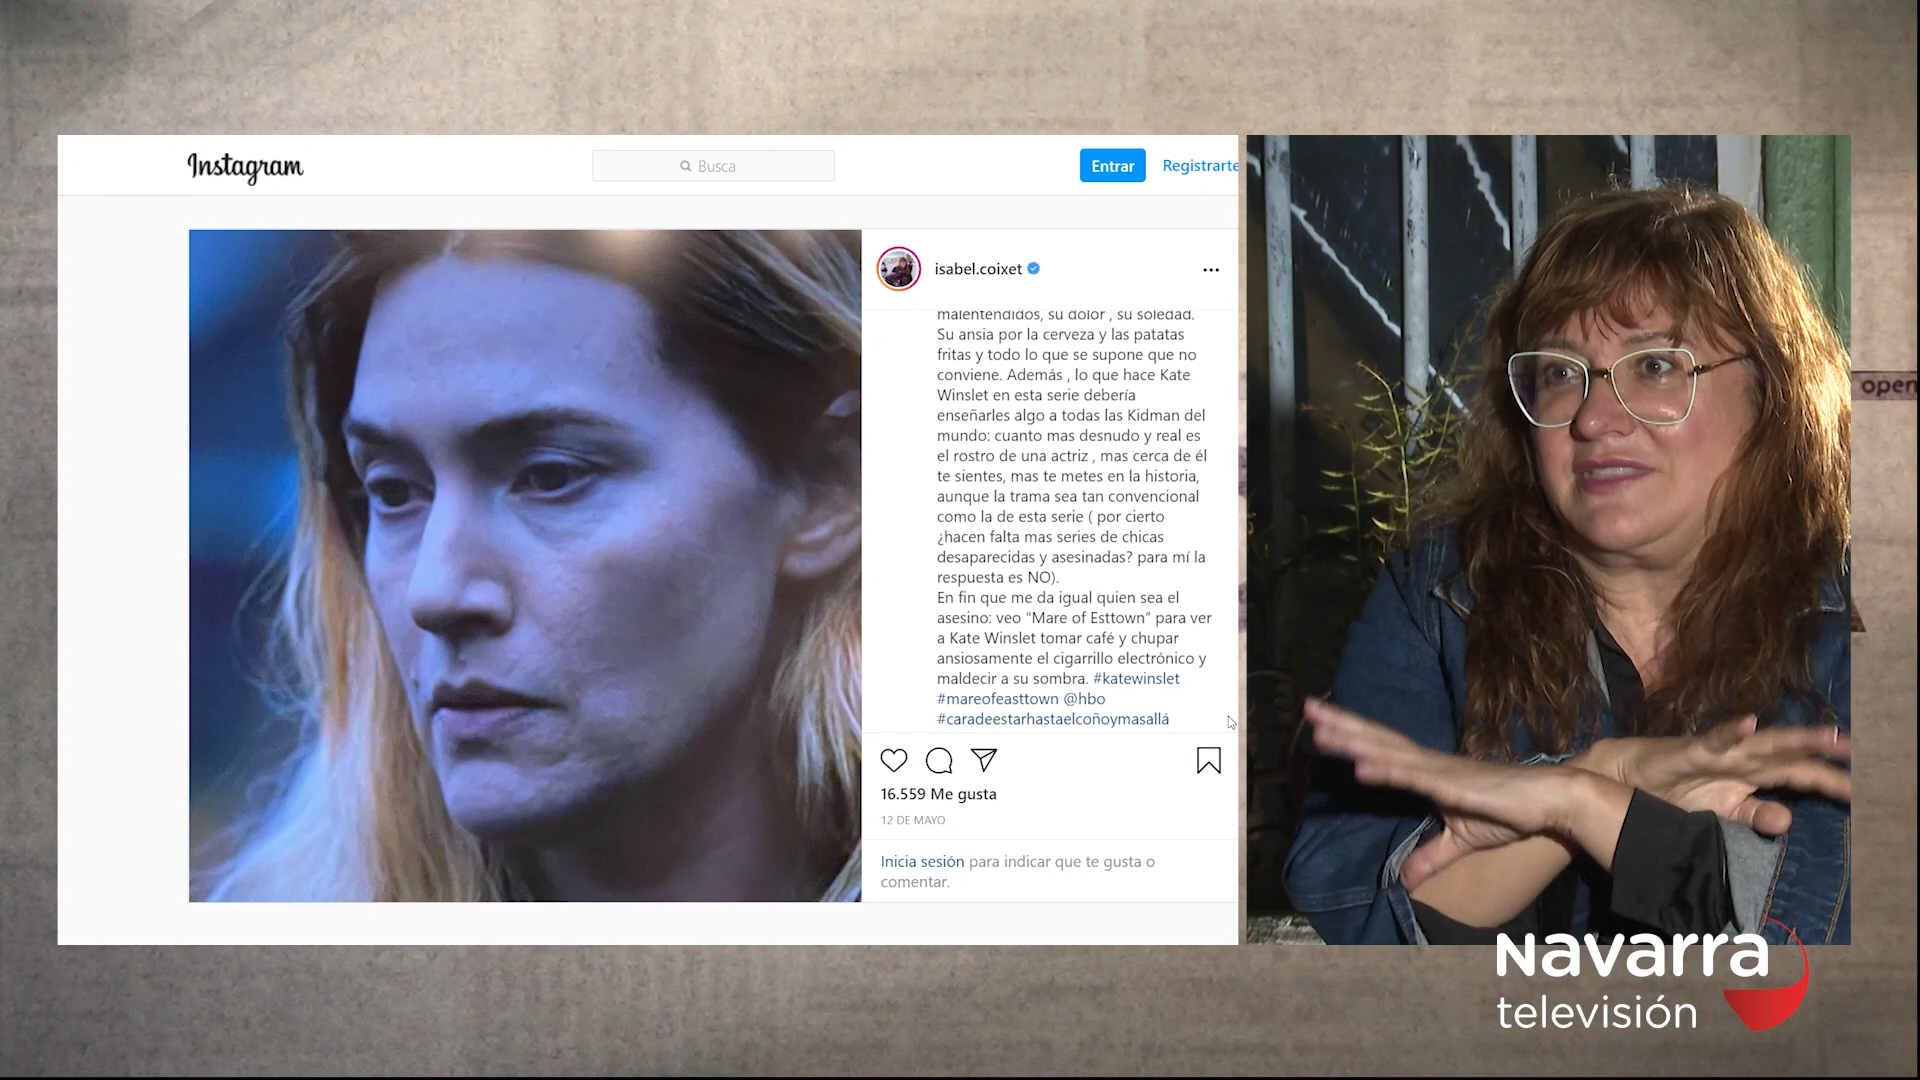 Instagram
Busca
Entrar
Registrarte
isabel.coixet
malentendidos, su dolor , su soledad.
Su ansia por la cerveza y las patatas
fritas y todo lo que se supone que no
conviene. Además , lo que hace Kate
Winslet en esta serie debería
enseñarles algo a todas las Kidman del
mundo: cuanto mas desnudo y real es
el rostro de una actriz , mas cerca de él
te sientes, mas te metes en la historia,
aunque la trama sea tan convencional
como la de esta serie ( por cierto
¿hacen falta mas series de chicas
desaparecidas y asesinadas? para mí la
respuesta es NO).
En fin que me da igual quien sea el
asesino: veo “Mare of Esttown” para ver
a Kate Winslet tomar café y chupar
ansiosamente el cigarrillo electrónico y
maldecir a su sombra. #katewinslet
#mareofeasttown @hbo
#caradeestarhastaelcoñoymasallá
16.559 Me gusta
12 DE MAYO
Inicia sesión para indicar que te gusta o
comentar.
open
Navarra
televisión